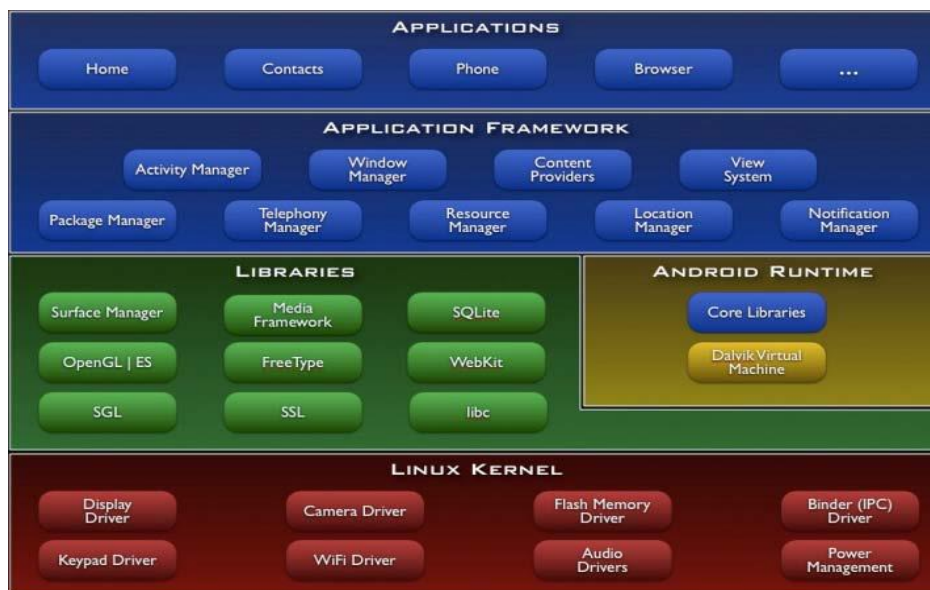 APPLICATIONS
Home
Contacts
Phone
Browser
...
APPLICATION FRAMEWORK
Activity Manager
Window
Manager
Content
Providers
View
System
Package Manager
Telephony
Manager
Resource
Manager
Location
Manager
Notification
Manager
LIBRARIES
Surface Manager
Media
Framework
SQLite
OpenGL | ES
FreeType
WebKit
SGL
SSL
libc
ANDROID RUNTIME
Core Libraries
Dalvik Virtual
Machine
LINUX KERNEL
Display
Driver
Camera Driver
Flash Memory
Driver
Binder (IPC)
Driver
Keypad Driver
WiFi Driver
Audio
Drivers
Power
Management